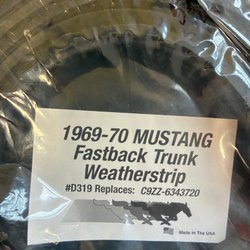 1969-70 MUSTANG
Fastback Trunk
Weatherstrip
#D319 Replaces: C9ZZ-6343720
Made In The USA